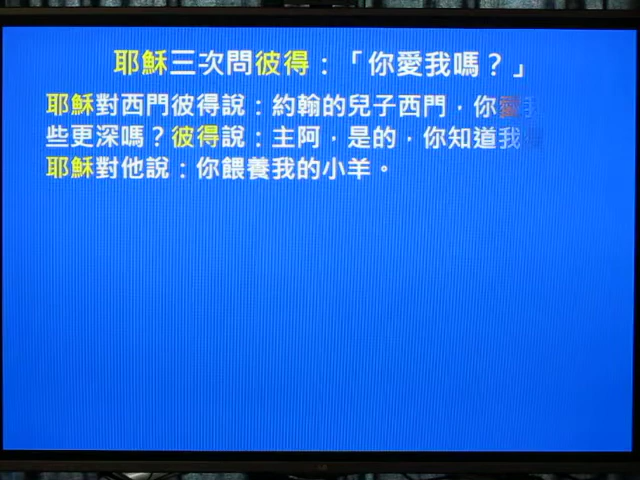 耶穌三次問彼得：「你愛我嗎？」
耶穌對西門彼得說：約翰的兒子西門，你愛我
些更深嗎？彼得說：主阿，是的，你知道我
耶穌對他說：你餵養我的小羊。